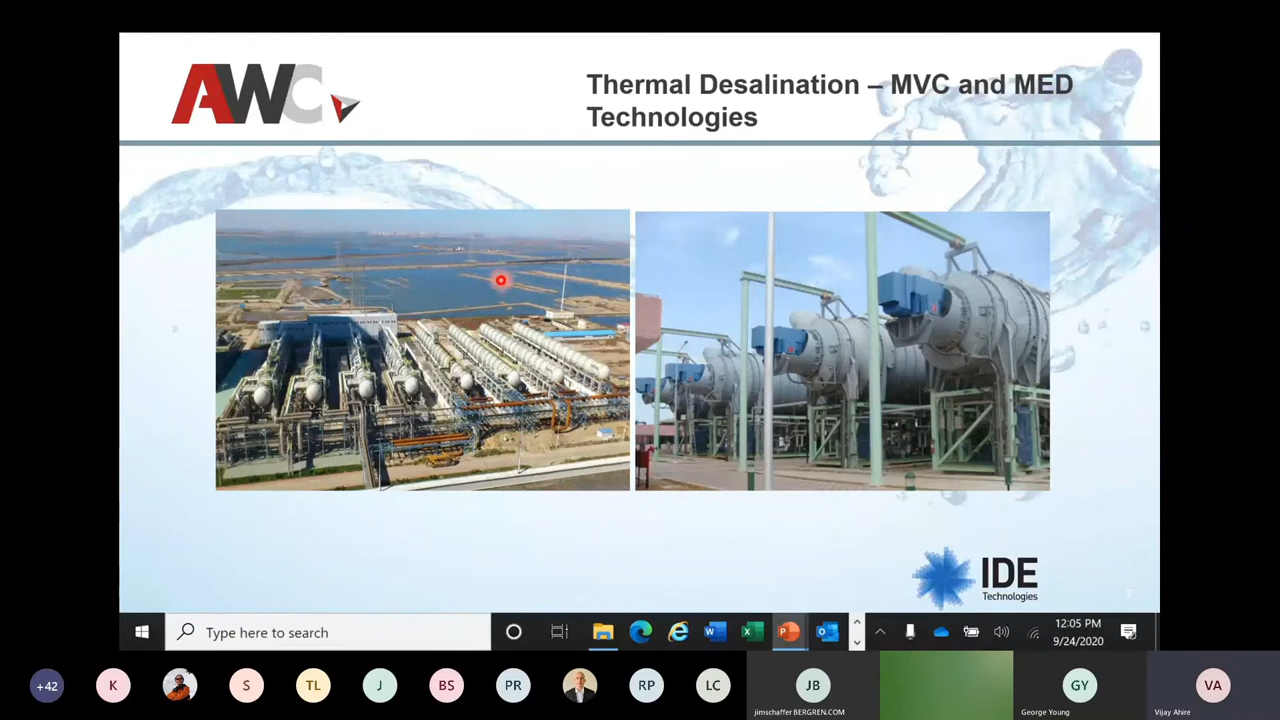 AWC
Thermal Desalination – MVC and MED
Technologies
IDE
Technologies
7
Type here to search
12:05 PM
9/24/2020
+42
K
S
TL
J
BS
PR
RP
LC
JB
GY
VA
jimschaffer BERGREN.COM
George Young
Vijay Ahire